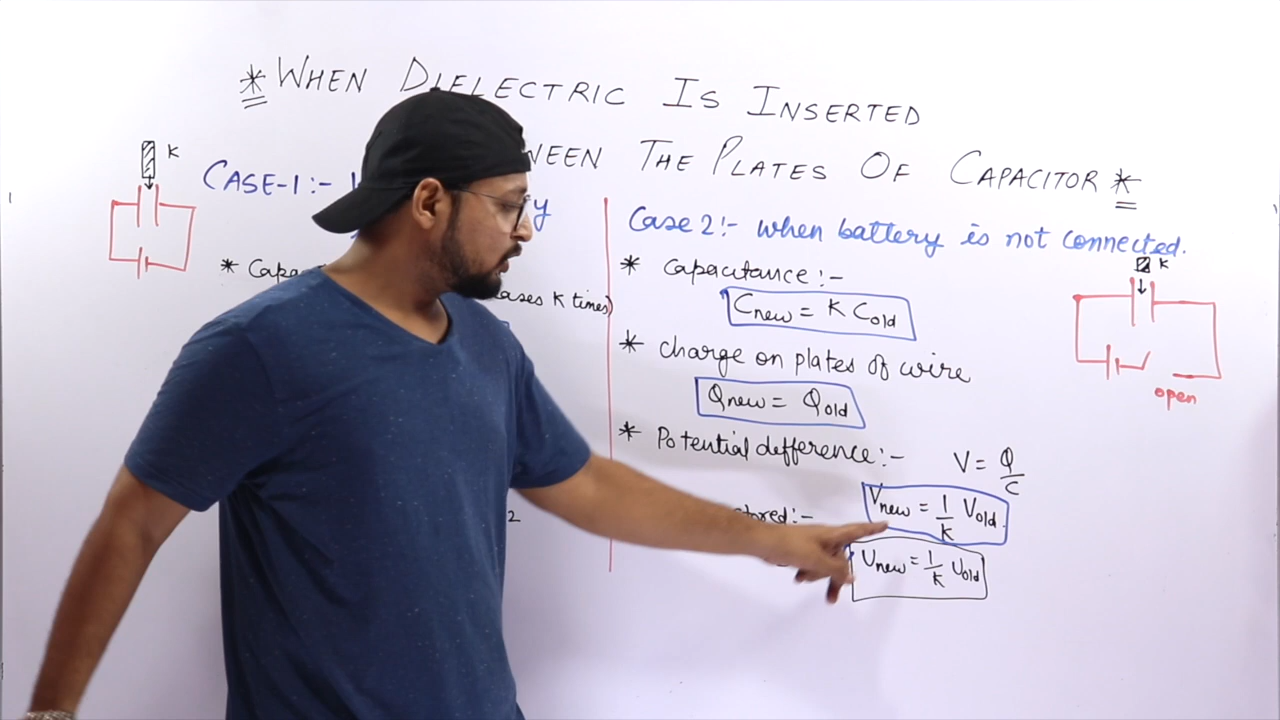 * WHEN DIELECTRIC IS INSERTED
WEEN THE PLATES OF CAPACITOR *
K
CASE-1:-
y
* Capa
ases K times)
2
Case 2:- when battery is not connected.
K
* Capacitance:-
Cnew = K Cold
* charge on plates of wire
Qnew = Qold
open
* Potential defference:- V = Q/C
Vnew = 1/K Vold.
tored:-
Unew = 1/K Uold